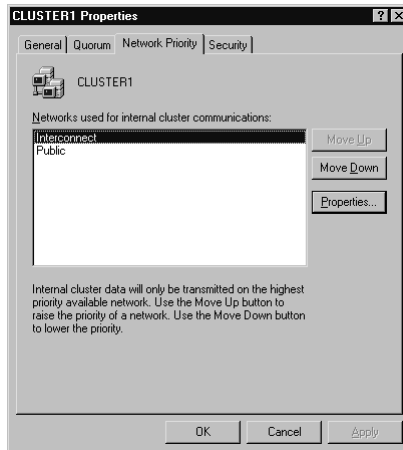 CLUSTER1 Properties
General Quorum Network Priority Security
CLUSTER1
Networks used for internal cluster communications:
Interconnect
Public
Move Up
Move Down
Properties...
Internal cluster data will only be transmitted on the highest
priority available network. Use the Move Up button to
raise the priority of a network. Use the Move Down button
to lower the priority.
OK Cancel Apply